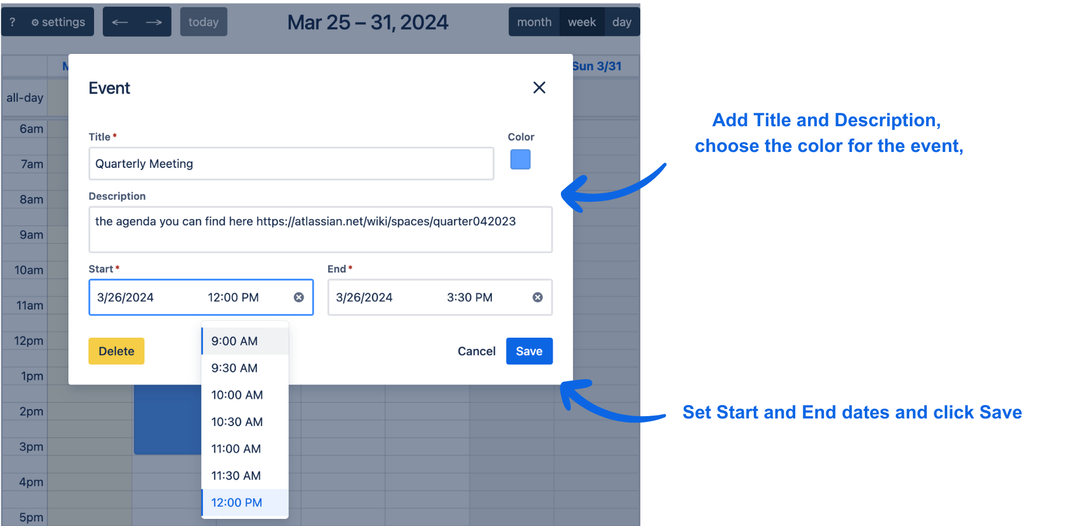 ? settings ← → today Mar 25 – 31, 2024 month week day
Sun 3/31
all-day
Event
Title *
Color
Quarterly Meeting
Description
the agenda you can find here https://atlassian.net/wiki/spaces/quarter042023
Start *
End *
3/26/2024 12:00 PM
3/26/2024 3:30 PM
Delete
Cancel
Save
9:00 AM
9:30 AM
10:00 AM
10:30 AM
11:00 AM
11:30 AM
12:00 PM
6am
7am
8am
9am
10am
11am
12pm
1pm
2pm
3pm
4pm
5pm
Add Title and Description,
choose the color for the event,
Set Start and End dates and click Save